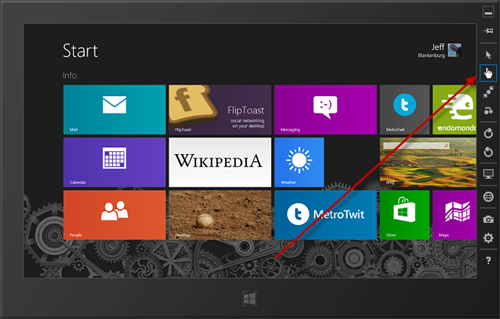 Start
Jeff
Blankenburg
Info
Mail
FlipToast
social networking
on your desktop
FlipToast
:-)
Messaging
MetroTwit
endomondo
Calendar
WIKIPEDIA
Weather
Bing
People
Desktop
MetroTwit
Store
Maps
?